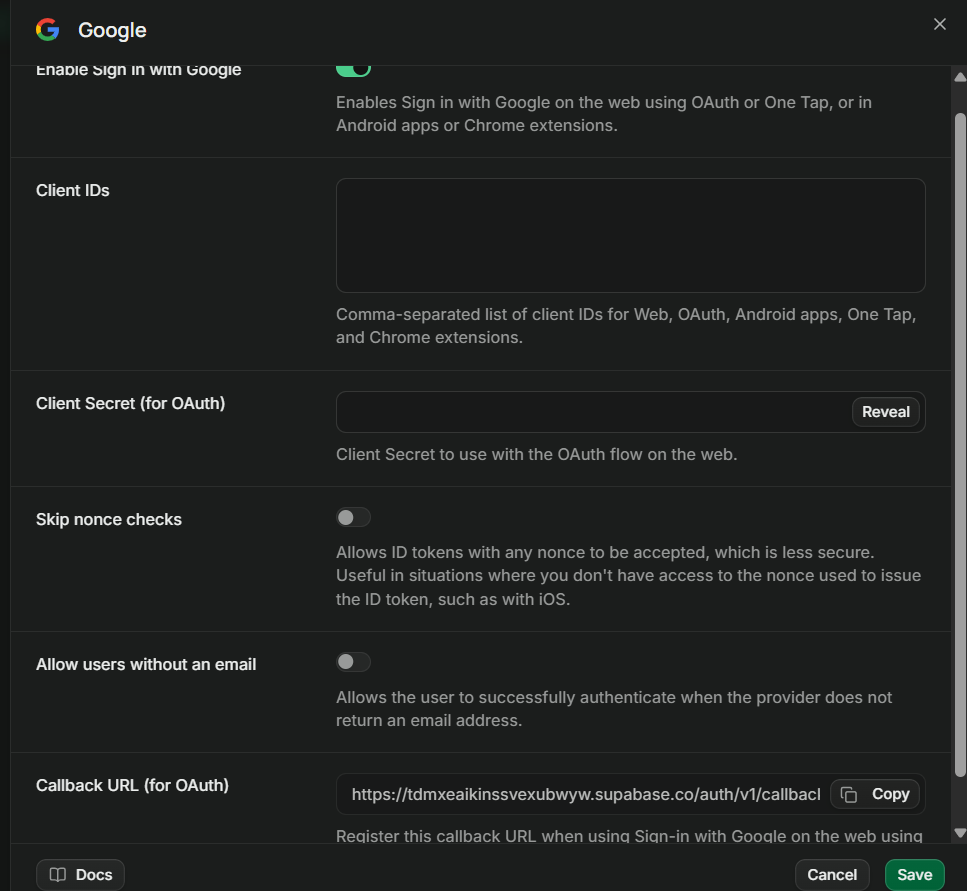 Google
Enable Sign in with Google
Enables Sign in with Google on the web using OAuth or One Tap, or in
Android apps or Chrome extensions.
Client IDs
Comma-separated list of client IDs for Web, OAuth, Android apps, One Tap,
and Chrome extensions.
Client Secret (for OAuth)
Reveal
Client Secret to use with the OAuth flow on the web.
Skip nonce checks
Allows ID tokens with any nonce to be accepted, which is less secure.
Useful in situations where you don't have access to the nonce used to issue
the ID token, such as with iOS.
Allow users without an email
Allows the user to successfully authenticate when the provider does not
return an email address.
Callback URL (for OAuth)
https://tdmxeaikinssvexubwyw.supabase.co/auth/v1/callbacl
Copy
Register this callback URL when using Sign-in with Google on the web using
Docs
Cancel
Save